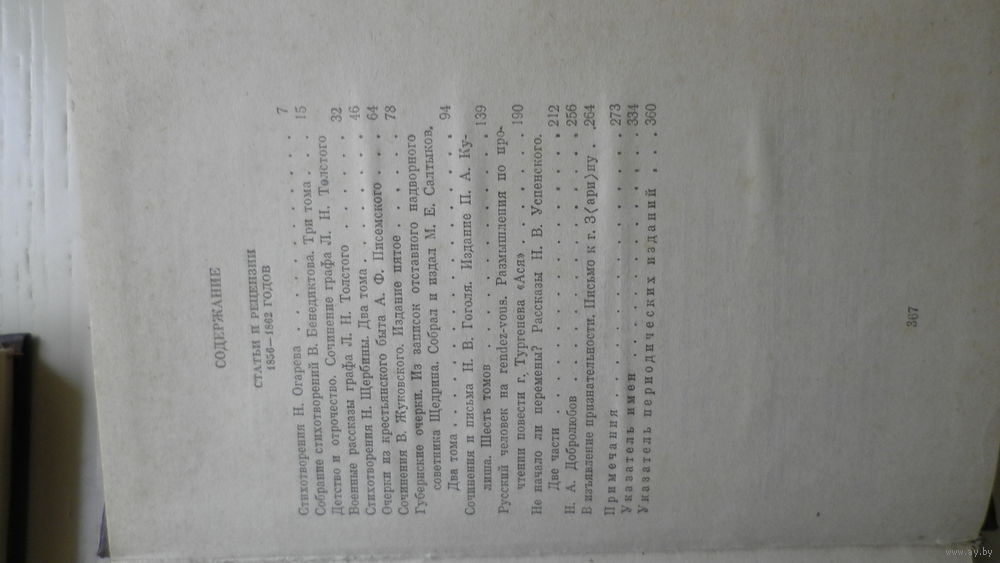 СОДЕРЖАНИЕ
СТАТЬИ И РЕЦЕНЗИИ
1856—1862 ГОДОВ
Стихотворения Н. Огарева . . . . . . . . . . . 7
Собрание стихотворений В. Бенедиктова. Три тома . . . 15
Детство и отрочество. Сочинение графа Л. Н. Толстого
Военные рассказы графа Л. Н. Толстого . . . . . . 32
Стихотворения Н. Щербины. Два тома . . . . . . . 46
Очерки из крестьянского быта А. Ф. Писемского . . . . 64
Сочинения В. Жуковского. Издание пятое . . . . . . 78
Губернские очерки. Из записок отставного надворного
советника Щедрина. Собрал и издал М. Е. Салтыков.
Два тома . . . . . . . . . . . . . . . . 94
Сочинения и письма Н. В. Гоголя. Издание П. А. Ку-
лиша. Шесть томов . . . . . . . . . . . . . 139
Русский человек на rendez-vous. Размышления по про-
чтении повести г. Тургенева «Ася» . . . . . . . 190
Не начало ли перемены? Рассказы Н. В. Успенского.
Две части . . . . . . . . . . . . . . . . 212
Н. А. Добролюбов . . . . . . . . . . . . . . 256
В изъявление признательности. Письмо к г. З〈ари〉ну . . 264
Примечания . . . . . . . . . . . . . . . . 273
Указатель имен . . . . . . . . . . . . . . . 334
Указатель периодических изданий . . . . 360
367
www.ay.by